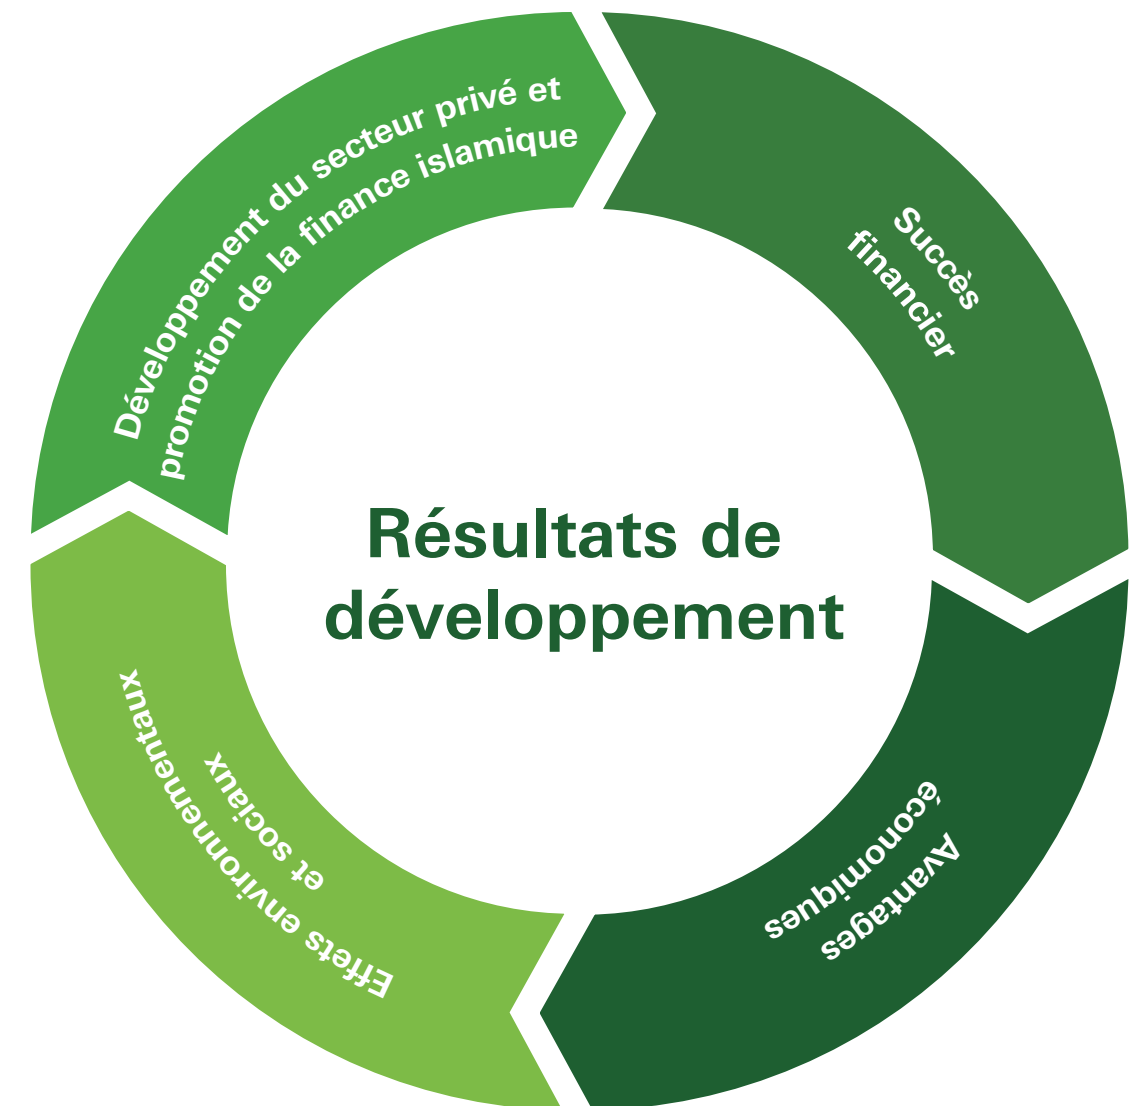 Développement du secteur privé et
promotion de la finance islamique
Succès
financier
Résultats de
développement
Avantages
économiques
Effets environnementaux
et sociaux